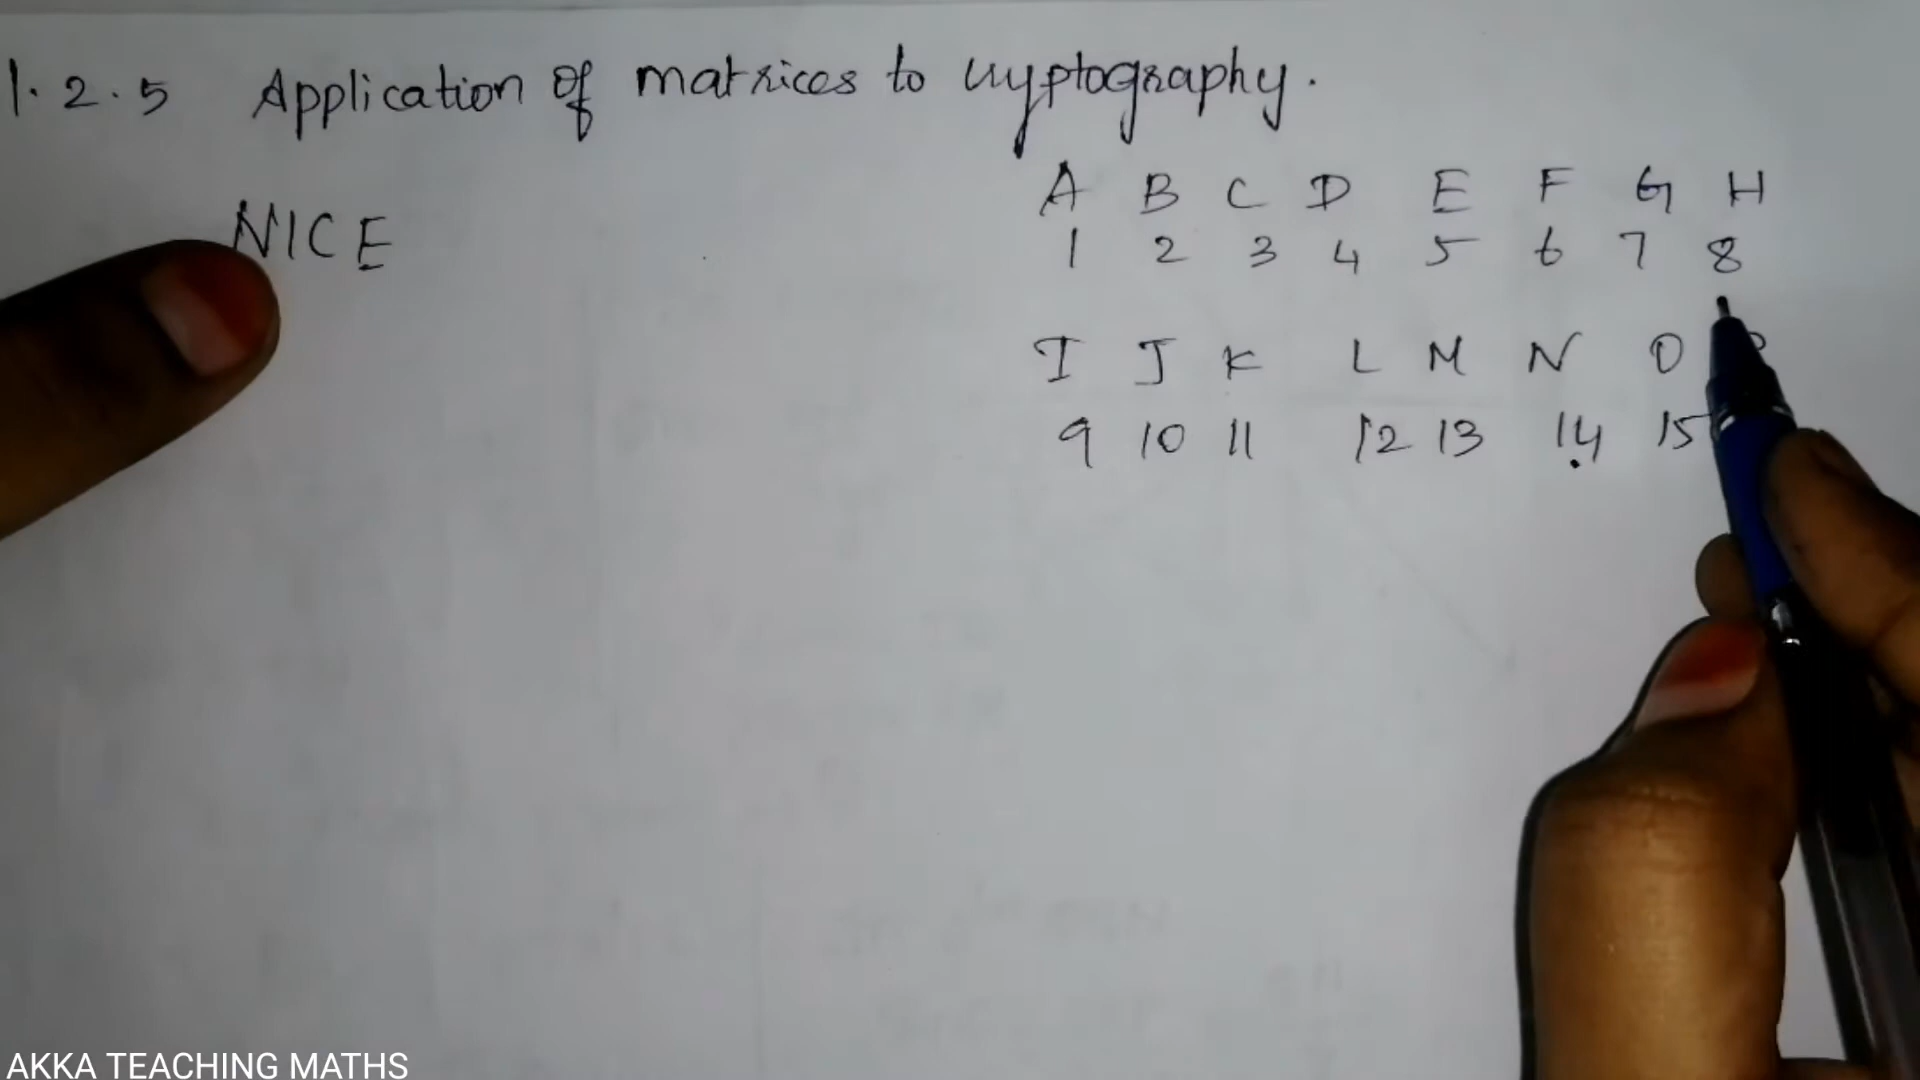 1.2.5 Application of matrices to cryptography.
NICE
A B C D E F G H
1 2 3 4 5 6 7 8
I J K L M N O
9 10 11 12 13 14 15
AKKA TEACHING MATHS